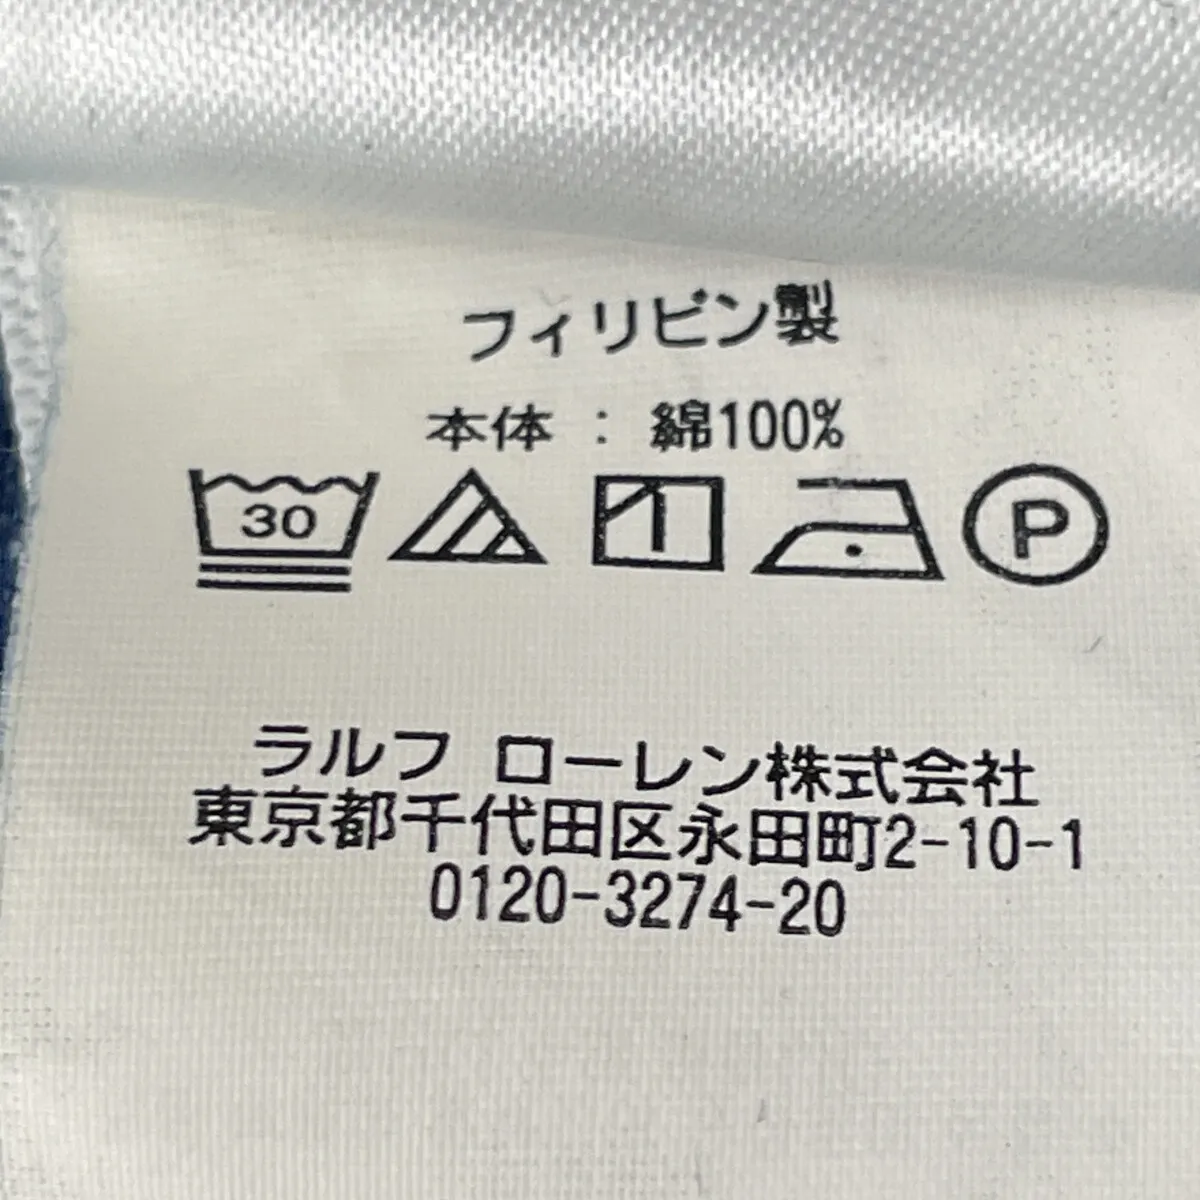 フィリピン製
本体 : 綿100%
30 P
ラルフ ローレン株式会社
東京都千代田区永田町2-10-1
0120-3274-20